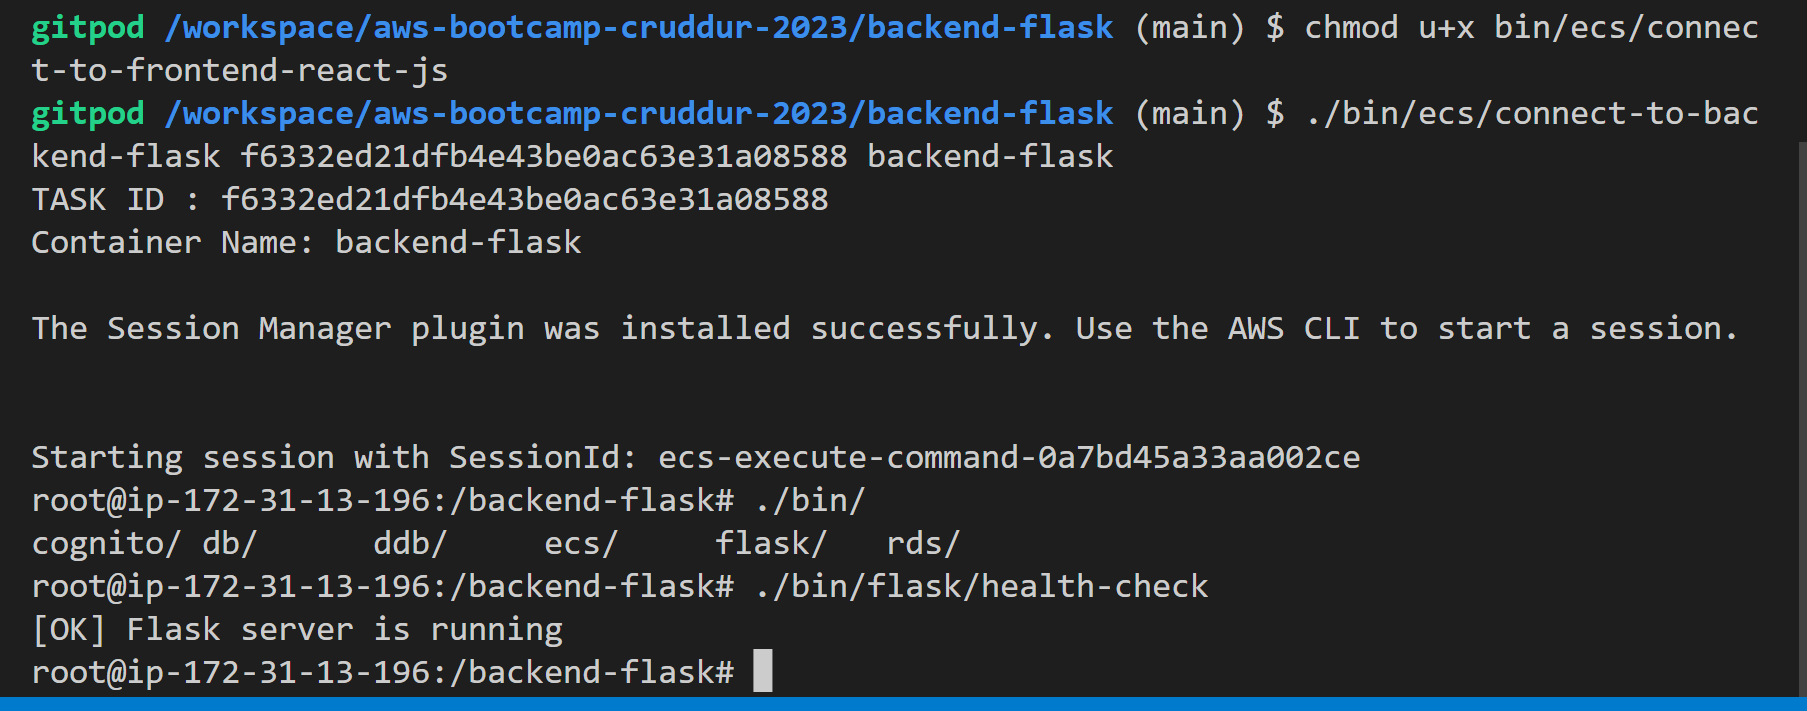 gitpod /workspace/aws-bootcamp-cruddur-2023/backend-flask (main) $ chmod u+x bin/ecs/connec
t-to-frontend-react-js
gitpod /workspace/aws-bootcamp-cruddur-2023/backend-flask (main) $ ./bin/ecs/connect-to-bac
kend-flask f6332ed21dfb4e43be0ac63e31a08588 backend-flask
TASK ID : f6332ed21dfb4e43be0ac63e31a08588
Container Name: backend-flask
The Session Manager plugin was installed successfully. Use the AWS CLI to start a session.
Starting session with SessionId: ecs-execute-command-0a7bd45a33aa002ce
root@ip-172-31-13-196:/backend-flask# ./bin/
cognito/ db/      ddb/     ecs/     flask/   rds/
root@ip-172-31-13-196:/backend-flask# ./bin/flask/health-check
[OK] Flask server is running
root@ip-172-31-13-196:/backend-flask#